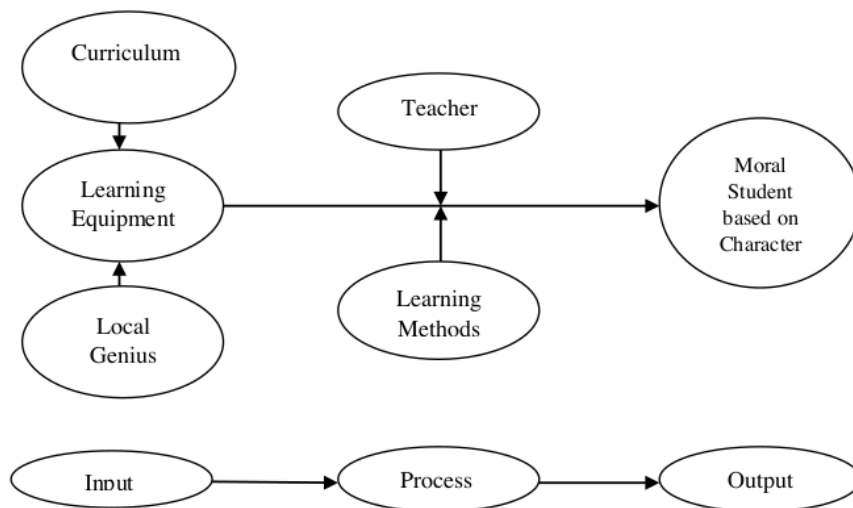 Curriculum
Teacher
Learning
Equipment
Moral
Student
based on
Character
Local
Genius
Learning
Methods
Input
Process
Output